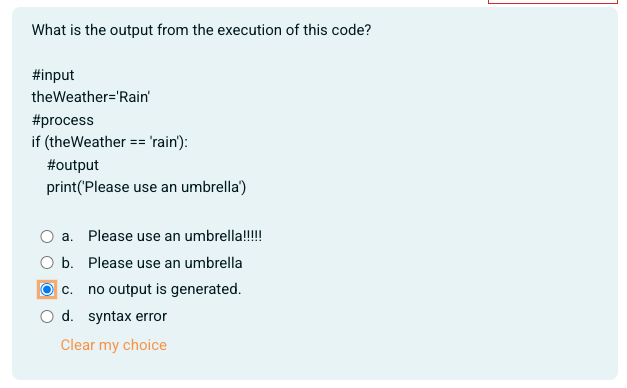 What is the output from the execution of this code?
#input
theWeather='Rain'
#process
if (theWeather == 'rain'):
#output
print('Please use an umbrella')
a. Please use an umbrella!!!!!
b. Please use an umbrella
c. no output is generated.
d. syntax error
Clear my choice